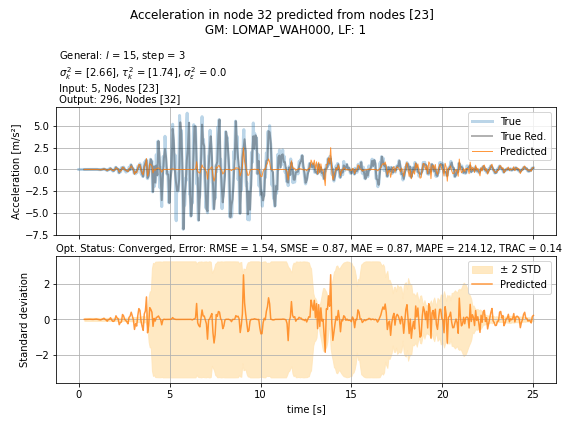 Acceleration in node 32 predicted from nodes [23]
GM: LOMAP_WAH000, LF: 1
General: l = 15, step = 3
σ²ₖ = [2.66], τ²ₖ = [1.74], σ²ε = 0.0
Input: 5, Nodes [23]
Output: 296, Nodes [32]
Acceleration [m/s²]
5.0
2.5
0.0
−2.5
−5.0
−7.5
True
True Red.
Predicted
Opt. Status: Converged, Error: RMSE = 1.54, SMSE = 0.87, MAE = 0.87, MAPE = 214.12, TRAC = 0.14
Standard deviation
2
0
−2
± 2 STD
Predicted
0
5
10
15
20
25
time [s]